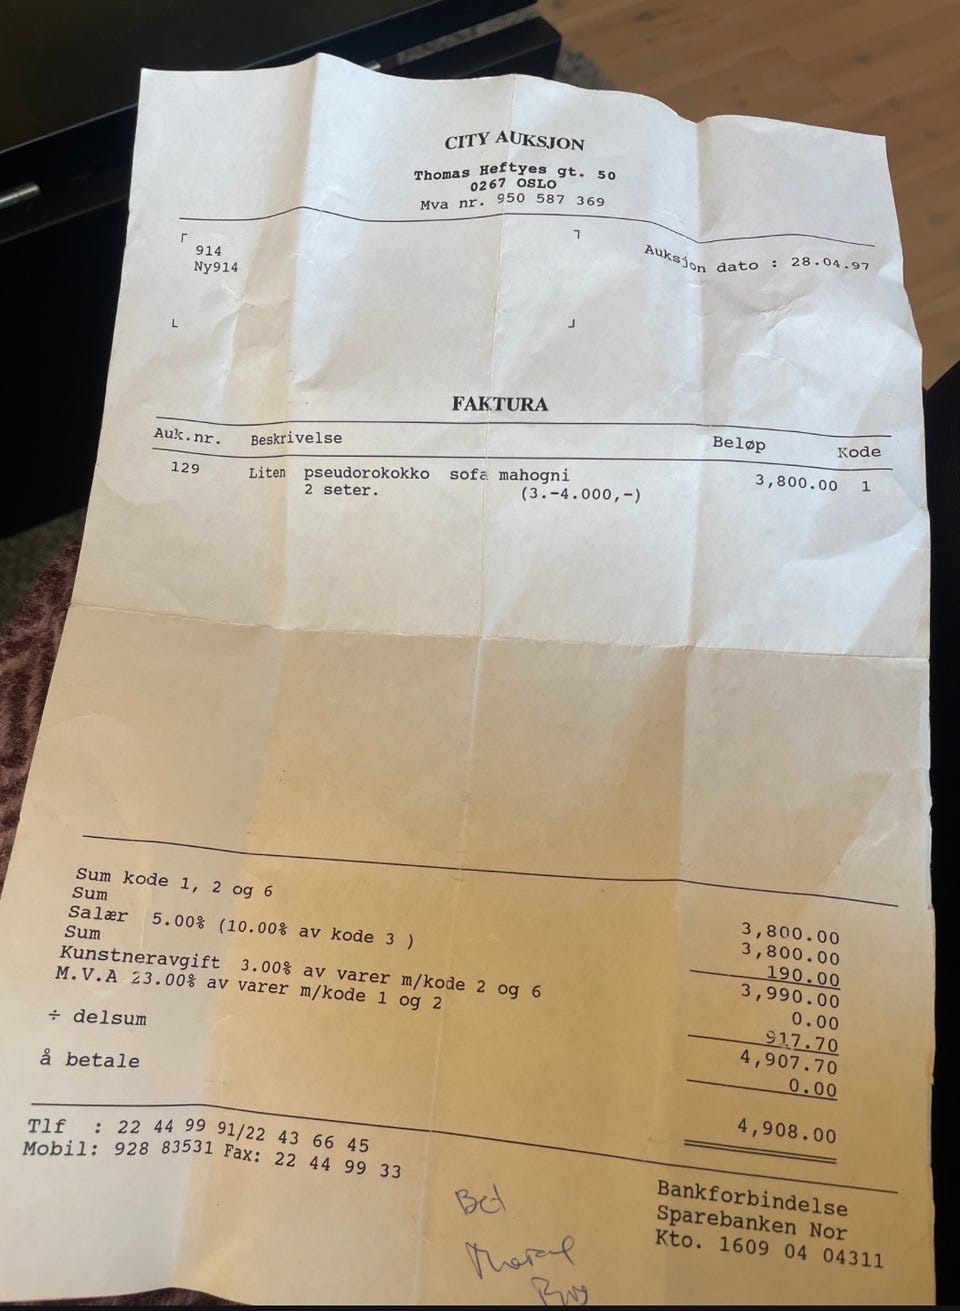 CITY AUKSJON
Thomas Heftyes gt. 50
0267 OSLO
Mva nr. 950 587 369
914
Ny914
Auksjon dato : 28.04.97
FAKTURA
Auk.nr. Beskrivelse Beløp Kode
129 Liten pseudorokokko sofa mahogni 3,800.00 1
2 seter. (3.-4.000,-)
Sum kode 1, 2 og 6 3,800.00
Sum 3,800.00
Salær 5.00% (10.00% av kode 3 ) 190.00
Sum 3,990.00
Kunstneravgift 3.00% av varer m/kode 2 og 6 0.00
M.V.A 23.00% av varer m/kode 1 og 2 917.70
4,907.70
÷ delsum 0.00
å betale 4,908.00
Tlf : 22 44 99 91/22 43 66 45
Mobil: 928 83531 Fax: 22 44 99 33
Bankforbindelse
Sparebanken Nor
Kto. 1609 04 04311
Bet